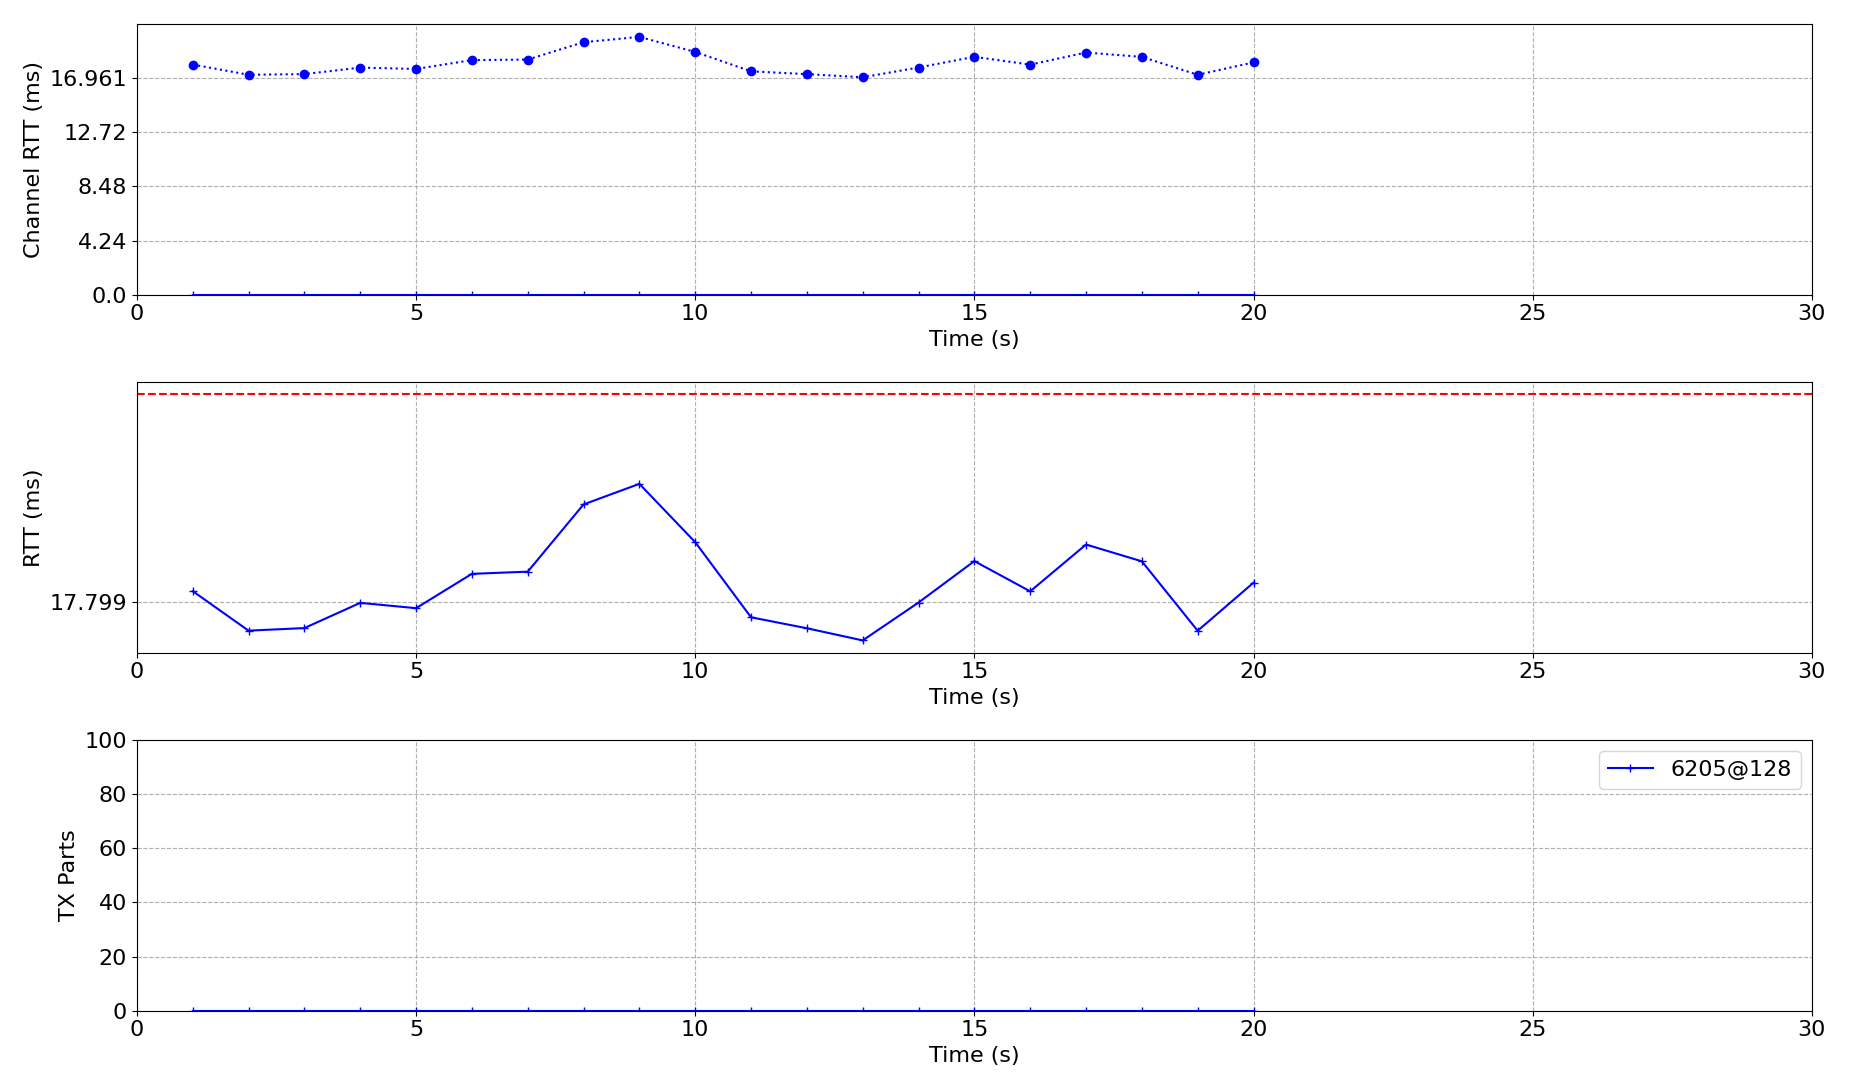 Channel RTT (ms)
16.961
12.72
8.48
4.24
0.0
0 5 10 15 20 25 30
Time (s)
RTT (ms)
17.799
0 5 10 15 20 25 30
Time (s)
TX Parts
100
80
60
40
20
0
6205@128
0 5 10 15 20 25 30
Time (s)